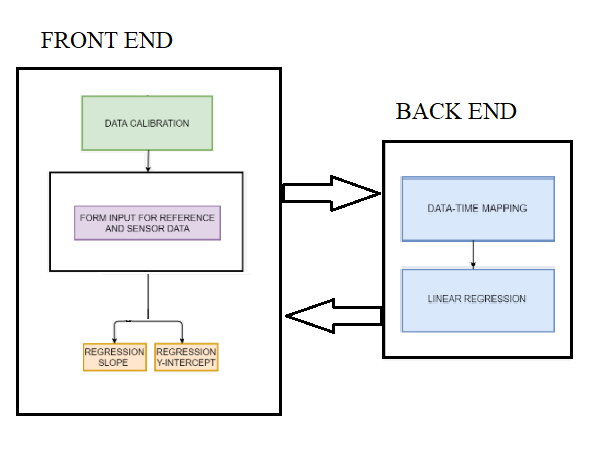 FRONT END
DATA CALIBRATION
FORM INPUT FOR REFERENCE
AND SENSOR DATA
REGRESSION
SLOPE
REGRESSION
Y-INTERCEPT
BACK END
DATA-TIME MAPPING
LINEAR REGRESSION